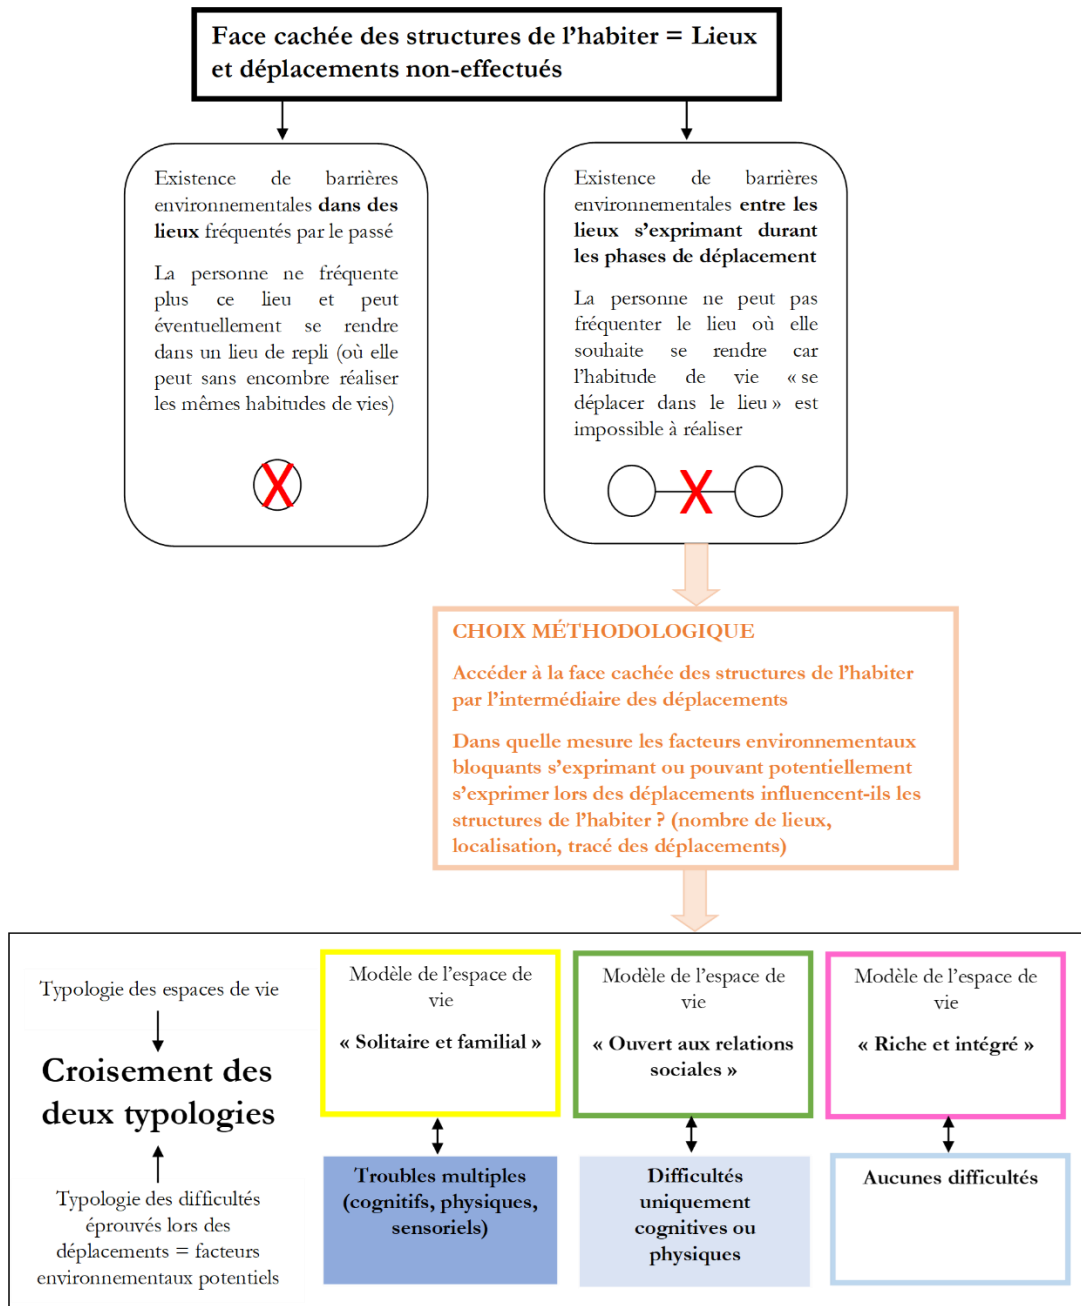 Face cachée des structures de l'habiter = Lieux
et déplacements non-effectués
Existence de barrières
environnementales dans des
lieux fréquentés par le passé
La personne ne fréquente
plus ce lieu et peut
éventuellement se rendre
dans un lieu de repli (où elle
peut sans encombre réaliser
les mêmes habitudes de vies)
X
Existence de barrières
environnementales entre les
lieux s'exprimant durant
les phases de déplacement
La personne ne peut pas
fréquenter le lieu où elle
souhaite se rendre car
l'habitude de vie « se
déplacer dans le lieu » est
impossible à réaliser
X
CHOIX MÉTHODOLOGIQUE
Accéder à la face cachée des structures de l'habiter
par l'intermédiaire des déplacements
Dans quelle mesure les facteurs environnementaux
bloquants s'exprimant ou pouvant potentiellement
s'exprimer lors des déplacements influencent-ils les
structures de l'habiter ? (nombre de lieux,
localisation, tracé des déplacements)
Typologie des espaces de vie
Croisement des
deux typologies
Typologie des difficultés
éprouvés lors des
déplacements = facteurs
environnementaux potentiels
Modèle de l'espace de
vie
« Solitaire et familial »
Modèle de l'espace de
vie
« Ouvert aux relations
sociales »
Modèle de l'espace de
vie
« Riche et intégré »
Troubles multiples
(cognitifs, physiques,
sensoriels)
Difficultés
uniquement
cognitives ou
physiques
Aucunes difficultés